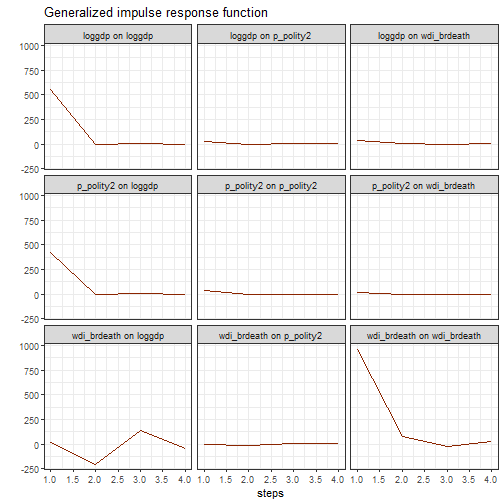 Generalized impulse response function
loggdp on loggdp
loggdp on p_polity2
loggdp on wdi_brdeath
1000
750
500
250
0
-250
p_polity2 on loggdp
p_polity2 on p_polity2
p_polity2 on wdi_brdeath
1000
750
500
250
0
-250
wdi_brdeath on loggdp
wdi_brdeath on p_polity2
wdi_brdeath on wdi_brdeath
1000
750
500
250
0
-250
1.0 1.5 2.0 2.5 3.0 3.5 4.0 1.0 1.5 2.0 2.5 3.0 3.5 4.0 1.0 1.5 2.0 2.5 3.0 3.5 4.0
steps